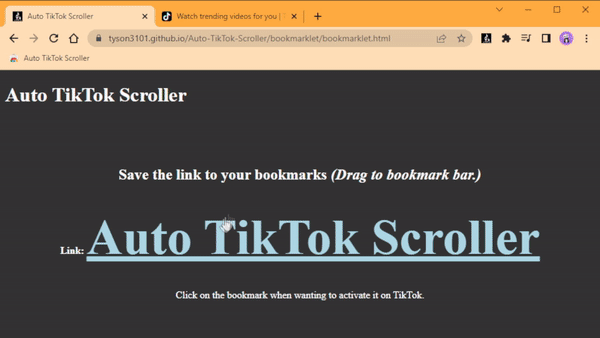 Auto TikTok Scroller
Watch trending videos for you |
tyson3101.github.io/Auto-TikTok-Scroller/bookmarklet/bookmarklet.html
Auto TikTok Scroller
Auto TikTok Scroller
Save the link to your bookmarks (Drag to bookmark bar.)
Link: Auto TikTok Scroller
Click on the bookmark when wanting to activate it on TikTok.